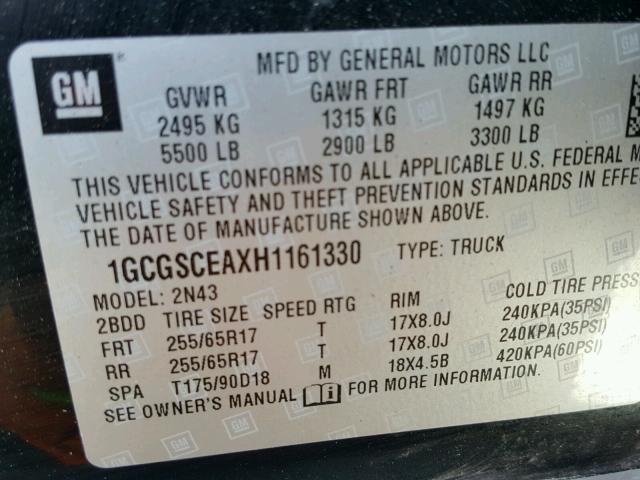 GM
MFD BY GENERAL MOTORS LLC
GVWR GAWR FRT GAWR RR
2495 KG 1315 KG 1497 KG
5500 LB 2900 LB 3300 LB
THIS VEHICLE CONFORMS TO ALL APPLICABLE U.S. FEDERAL M
VEHICLE SAFETY AND THEFT PREVENTION STANDARDS IN EFFE
THE DATE OF MANUFACTURE SHOWN ABOVE.
1GCGSCEAXH1161330 TYPE: TRUCK
MODEL: 2N43
2BDD TIRE SIZE SPEED RTG RIM COLD TIRE PRESS
FRT 255/65R17 T 17X8.0J 240KPA(35PSI)
RR 255/65R17 T 17X8.0J 240KPA(35PSI)
SPA T175/90D18 M 18X4.5B 420KPA(60PSI)
SEE OWNER'S MANUAL i FOR MORE INFORMATION.